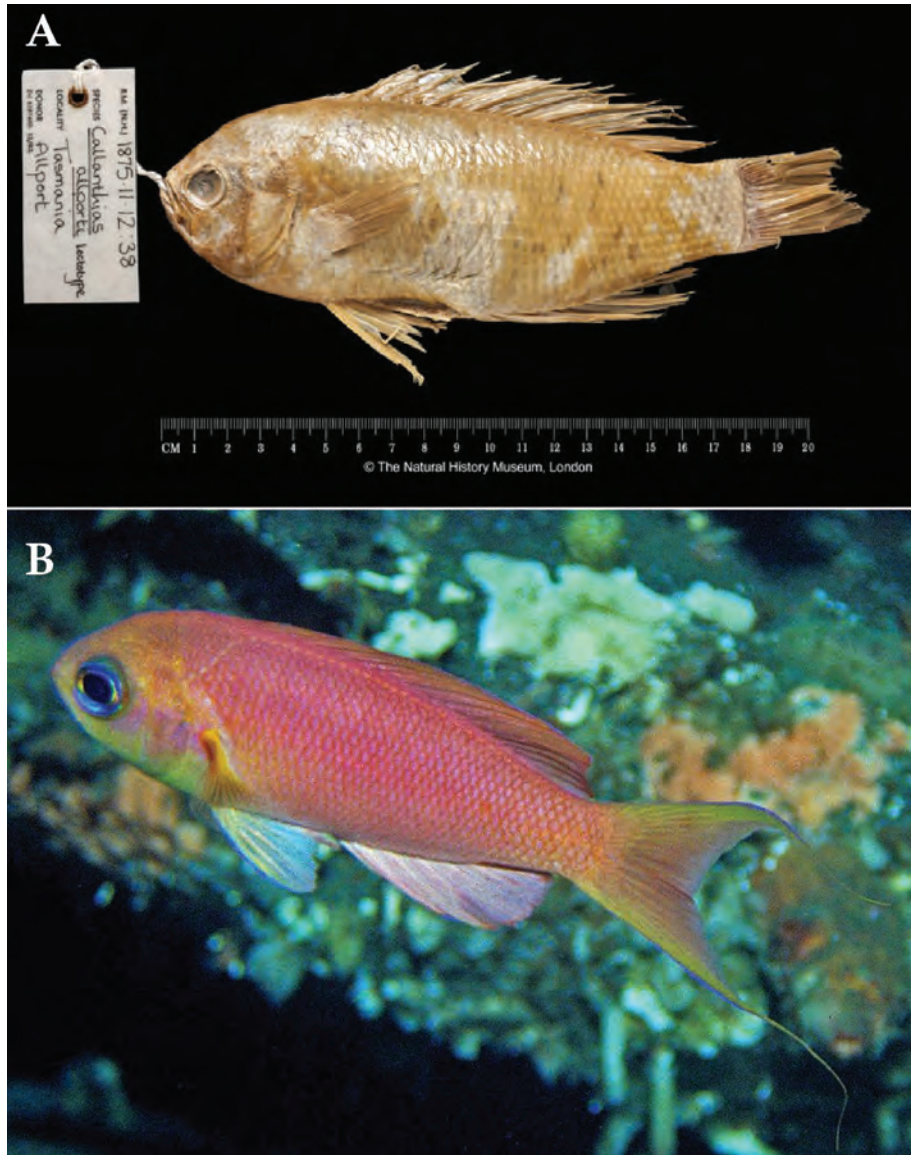 A
B.M. (N.H.) 1875·11·12:38
SPECIES Callanthias
allporti lectotype
LOCALITY Tasmania
DONOR Allport
CM 1 2 3 4 5 6 7 8 9 10 11 12 13 14 15 16 17 18 19 20
© The Natural History Museum, London
B